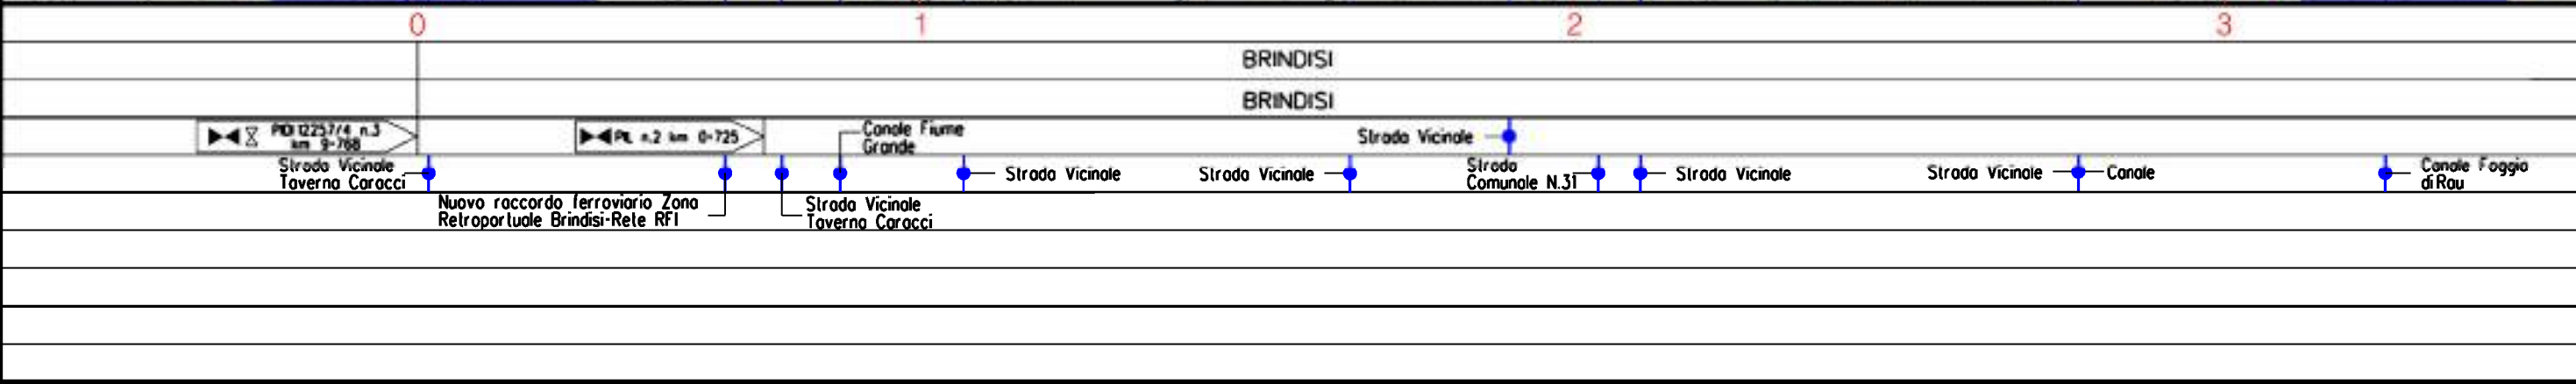 0 1 2 3
BRINDISI
BRINDISI
PIDI 12257/4 n.3
km 9+768
PIL n.2 km 0+725
Canale Fiume
Grande
Strada Vicinale
Strada Vicinale
Taverna Caracci
Strada Vicinale
Strada Vicinale
Strada
Comunale N.31
Strada Vicinale
Strada Vicinale
Canale
Canale Foggia
di Rau
Nuovo raccordo ferroviario Zona
Retroportuale Brindisi-Rete RFI
Strada Vicinale
Taverna Caracci